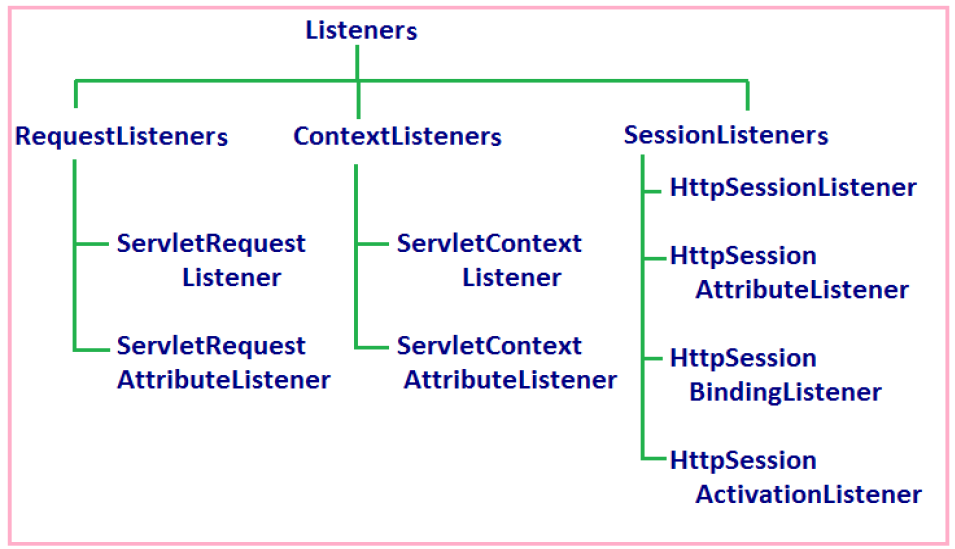 Listeners
RequestListeners
ContextListeners
SessionListeners
ServletRequest
Listener
ServletRequest
AttributeListener
ServletContext
Listener
ServletContext
AttributeListener
HttpSessionListener
HttpSession
AttributeListener
HttpSession
BindingListener
HttpSession
ActivationListener